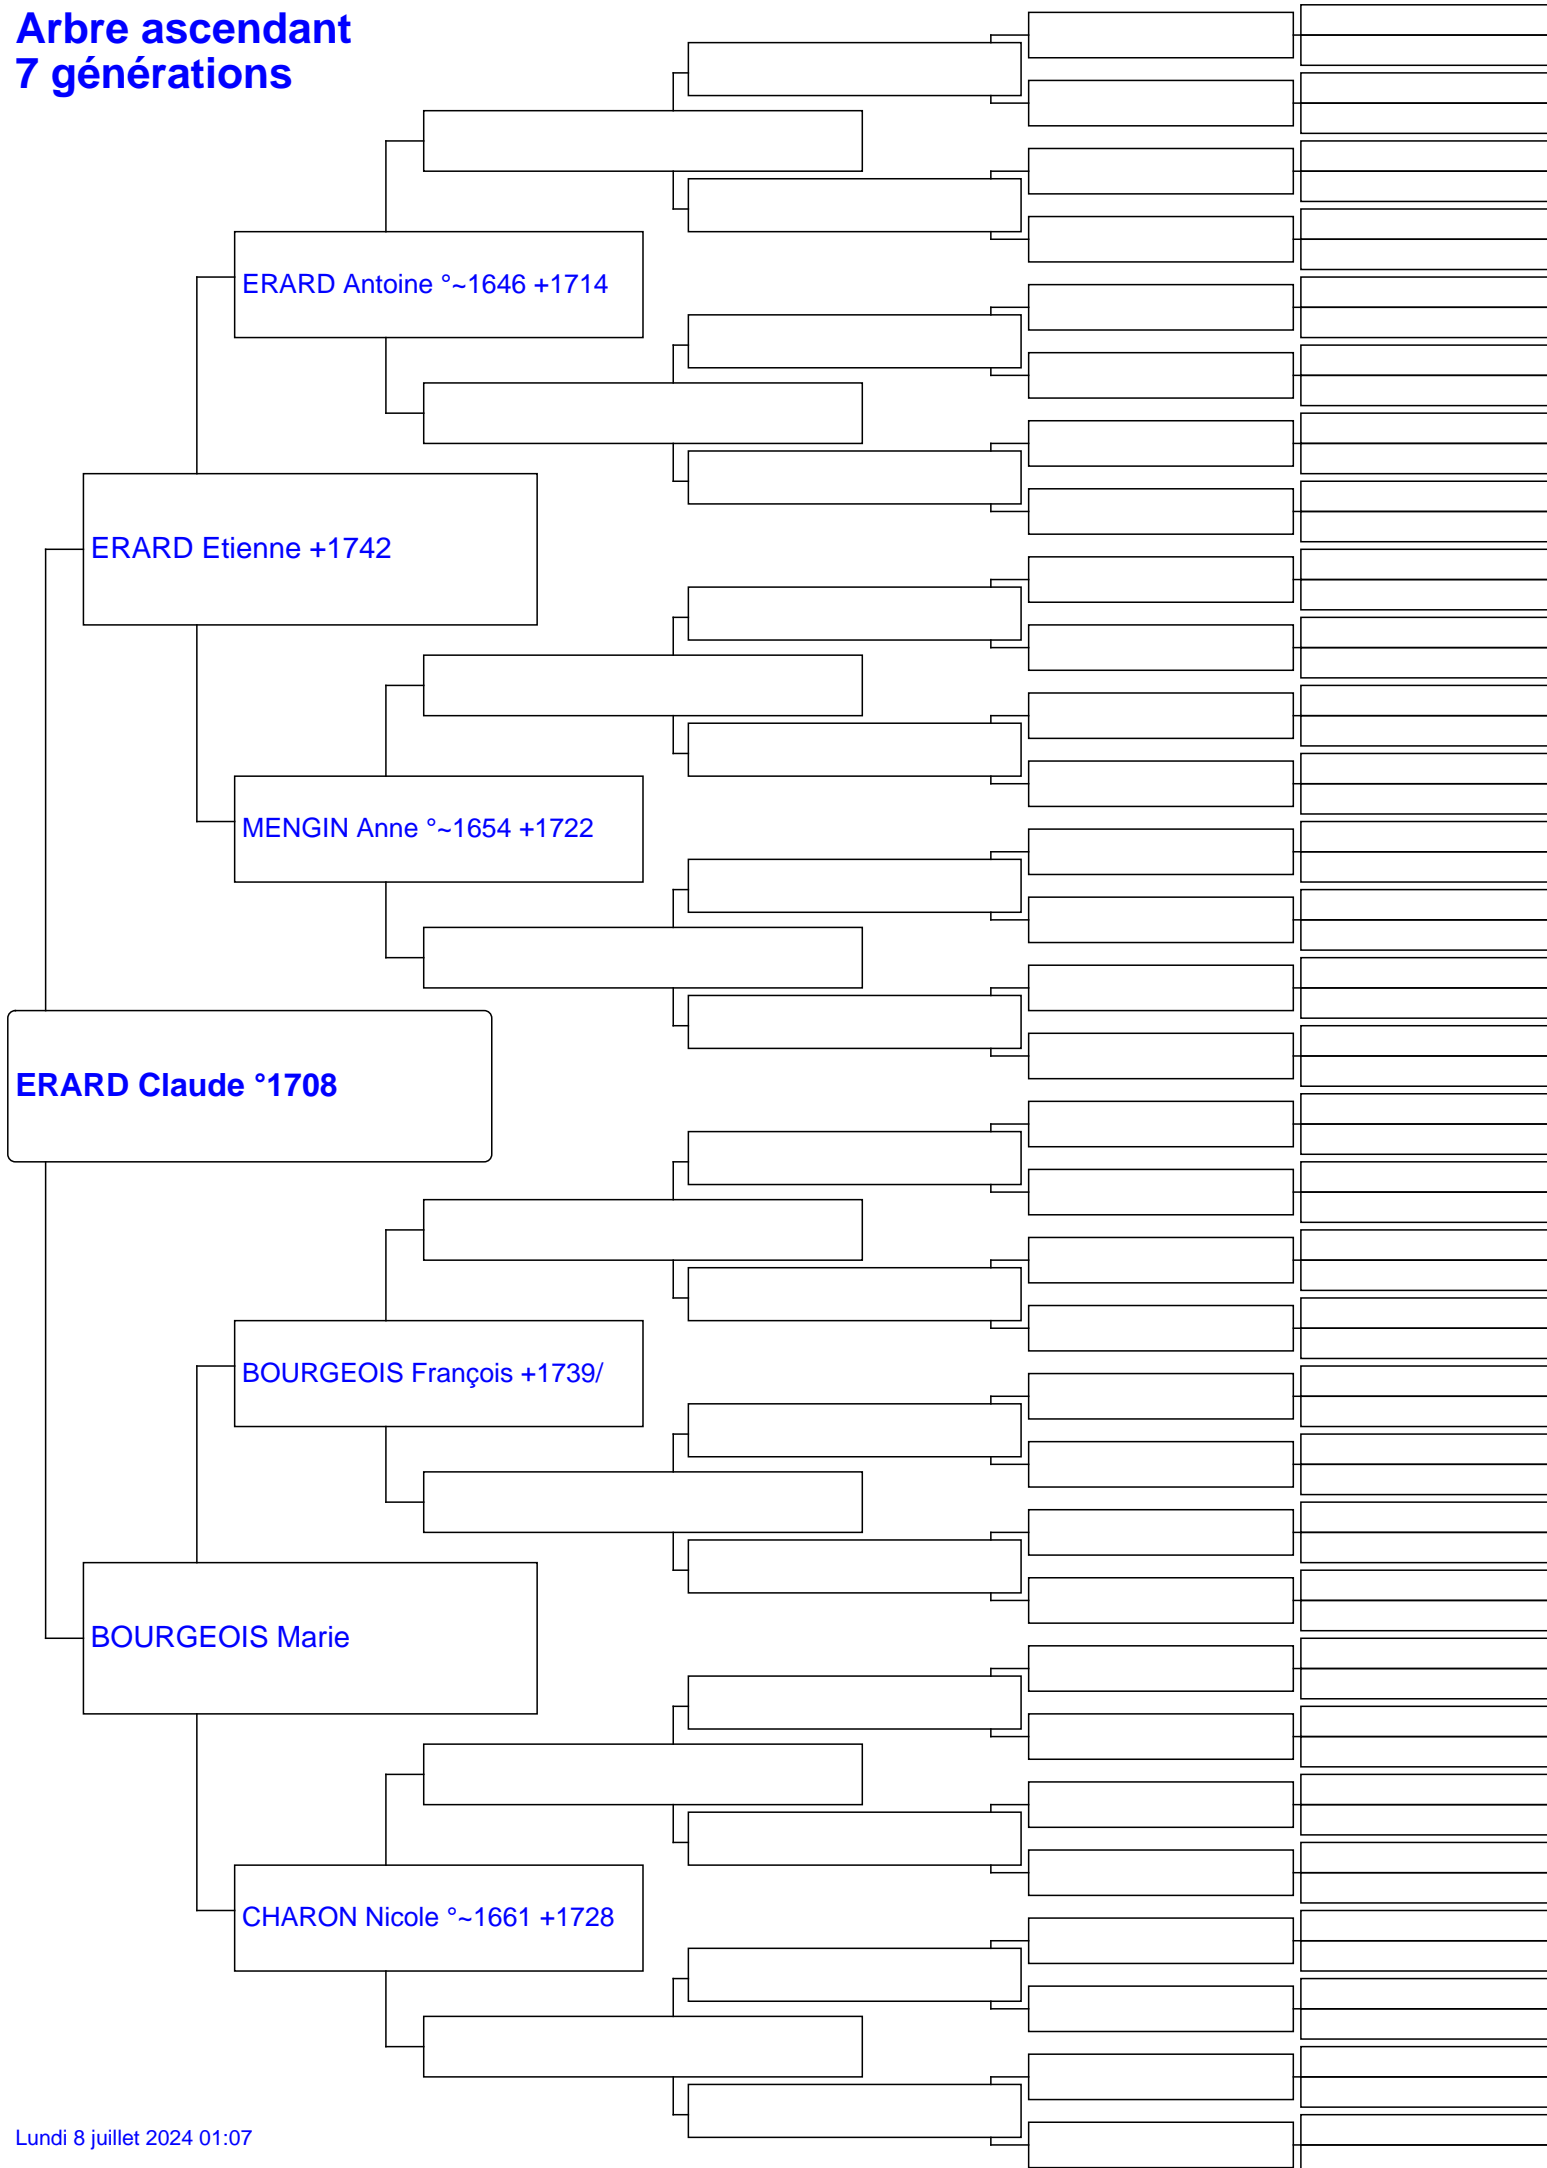 Arbre ascendant
7 générations
ERARD Antoine °~1646 +1714
ERARD Etienne +1742
MENGIN Anne °~1654 +1722
ERARD Claude °1708
BOURGEOIS François +1739/
BOURGEOIS Marie
CHARON Nicole °~1661 +1728
Lundi 8 juillet 2024 01:07